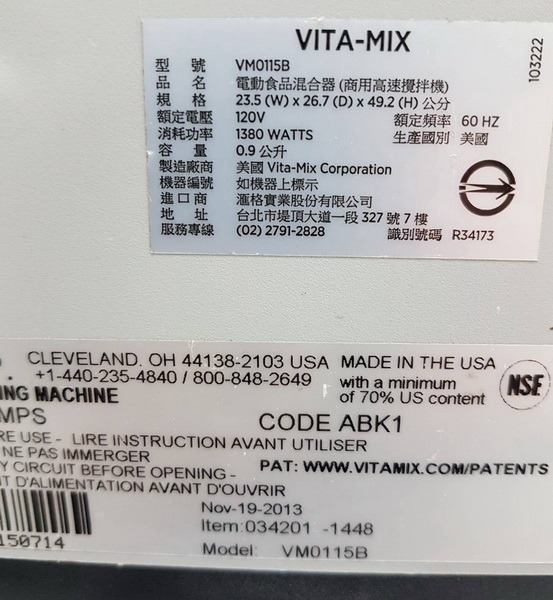 VITA-MIX
型 號 VM0115B
品 名 電動食品混合器 (商用高速攪拌機)
規 格 23.5 (W) x 26.7 (D) x 49.2 (H) 公分
額定電壓 120V 額定頻率 60 HZ
消耗功率 1380 WATTS 生產國別 美國
容 量 0.9 公升
製造廠商 美國 Vita-Mix Corporation
機器編號 如機器上標示
進 口 商 滙格實業股份有限公司
地 址 台北市堤頂大道一段 327 號 7 樓
服務專線 (02) 2791-2828 識別號碼 R34173
103222
CLEVELAND, OH 44138-2103 USA MADE IN THE USA
+1-440-235-4840 / 800-848-2649 with a minimum
of 70% US content
NSF
NG MACHINE
MPS CODE ABK1
RE USE - LIRE INSTRUCTION AVANT UTILISER
NE PAS IMMERGER
Y CIRCUIT BEFORE OPENING - PAT: WWW.VITAMIX.COM/PATENTS
IT D'ALIMENTATION AVANT D'OUVRIR
Nov-19-2013
Item:034201 -1448
150714
Model: VM0115B